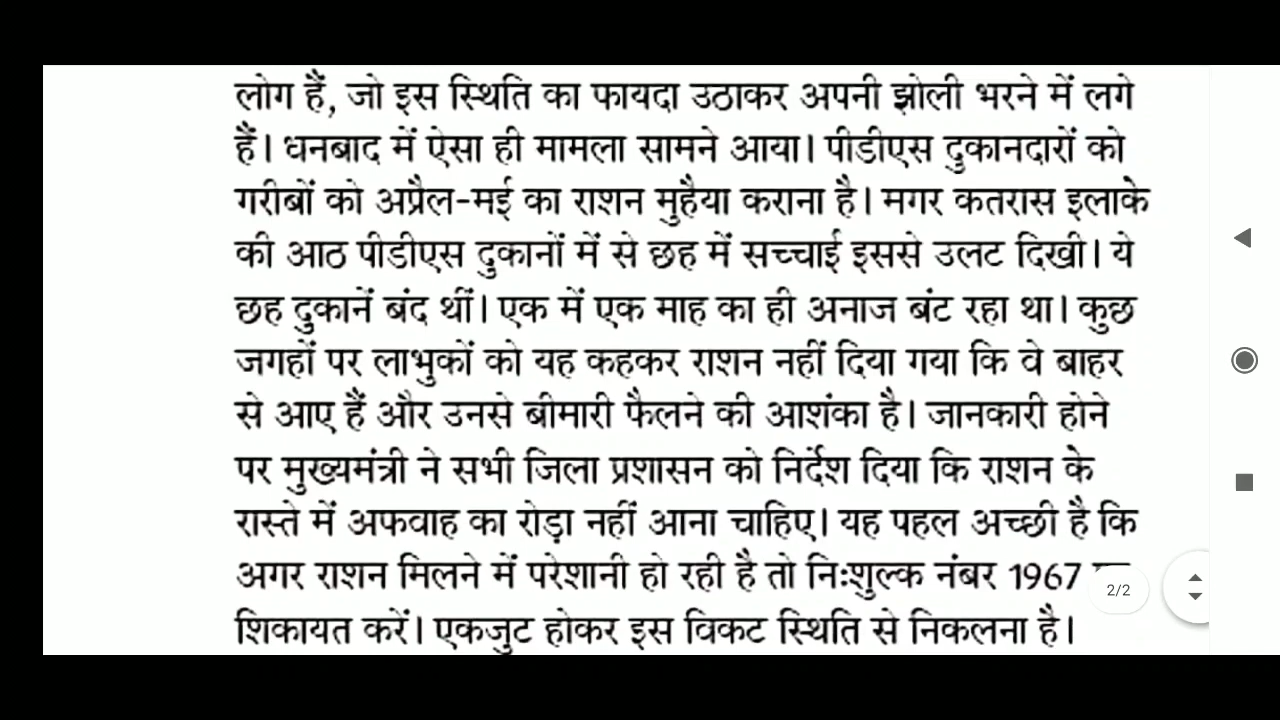 लोग हैं, जो इस स्थिति का फायदा उठाकर अपनी झोली भरने में लगे
हैं। धनबाद में ऐसा ही मामला सामने आया। पीडीएस दुकानदारों को
गरीबों को अप्रैल-मई का राशन मुहैया कराना है। मगर कतरास इलाके
की आठ पीडीएस दुकानों में से छह में सच्चाई इससे उलट दिखी। ये
छह दुकानें बंद थीं। एक में एक माह का ही अनाज बंट रहा था। कुछ
जगहों पर लाभुकों को यह कहकर राशन नहीं दिया गया कि वे बाहर
से आए हैं और उनसे बीमारी फैलने की आशंका है। जानकारी होने
पर मुख्यमंत्री ने सभी जिला प्रशासन को निर्देश दिया कि राशन के
रास्ते में अफवाह का रोड़ा नहीं आना चाहिए। यह पहल अच्छी है कि
अगर राशन मिलने में परेशानी हो रही है तो निःशुल्क नंबर 1967
2/2
शिकायत करें। एकजुट होकर इस विकट स्थिति से निकलना है।